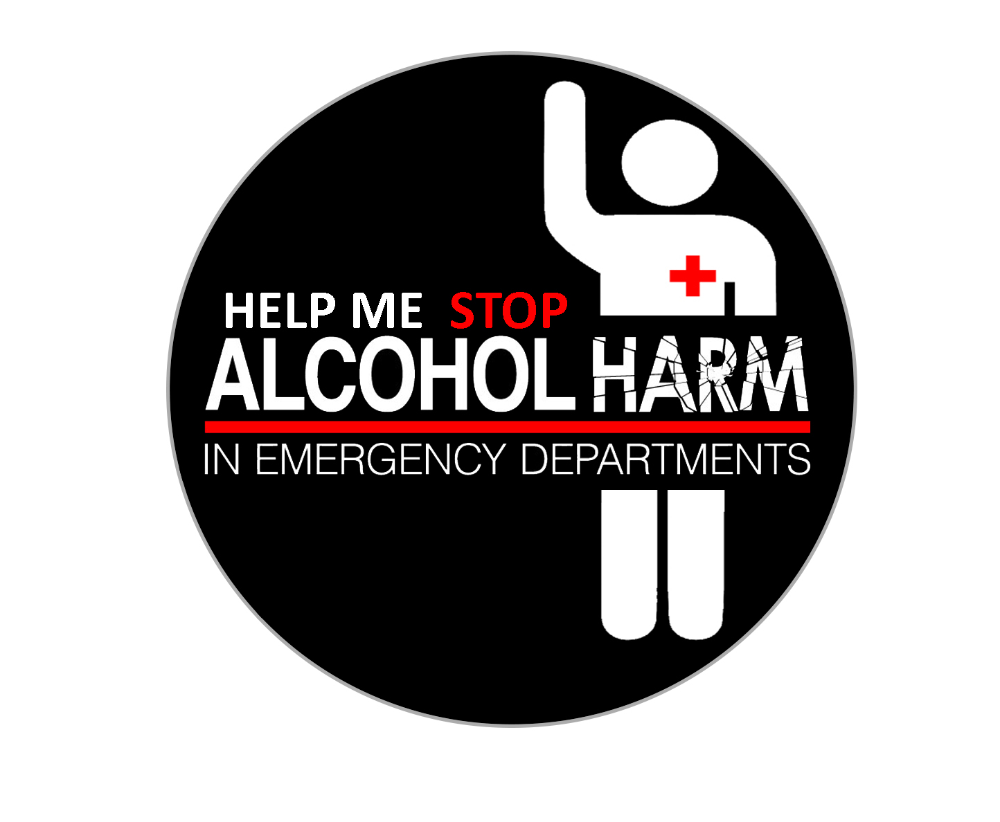 HELP ME STOP
ALCOHOL HARM
IN EMERGENCY DEPARTMENTS